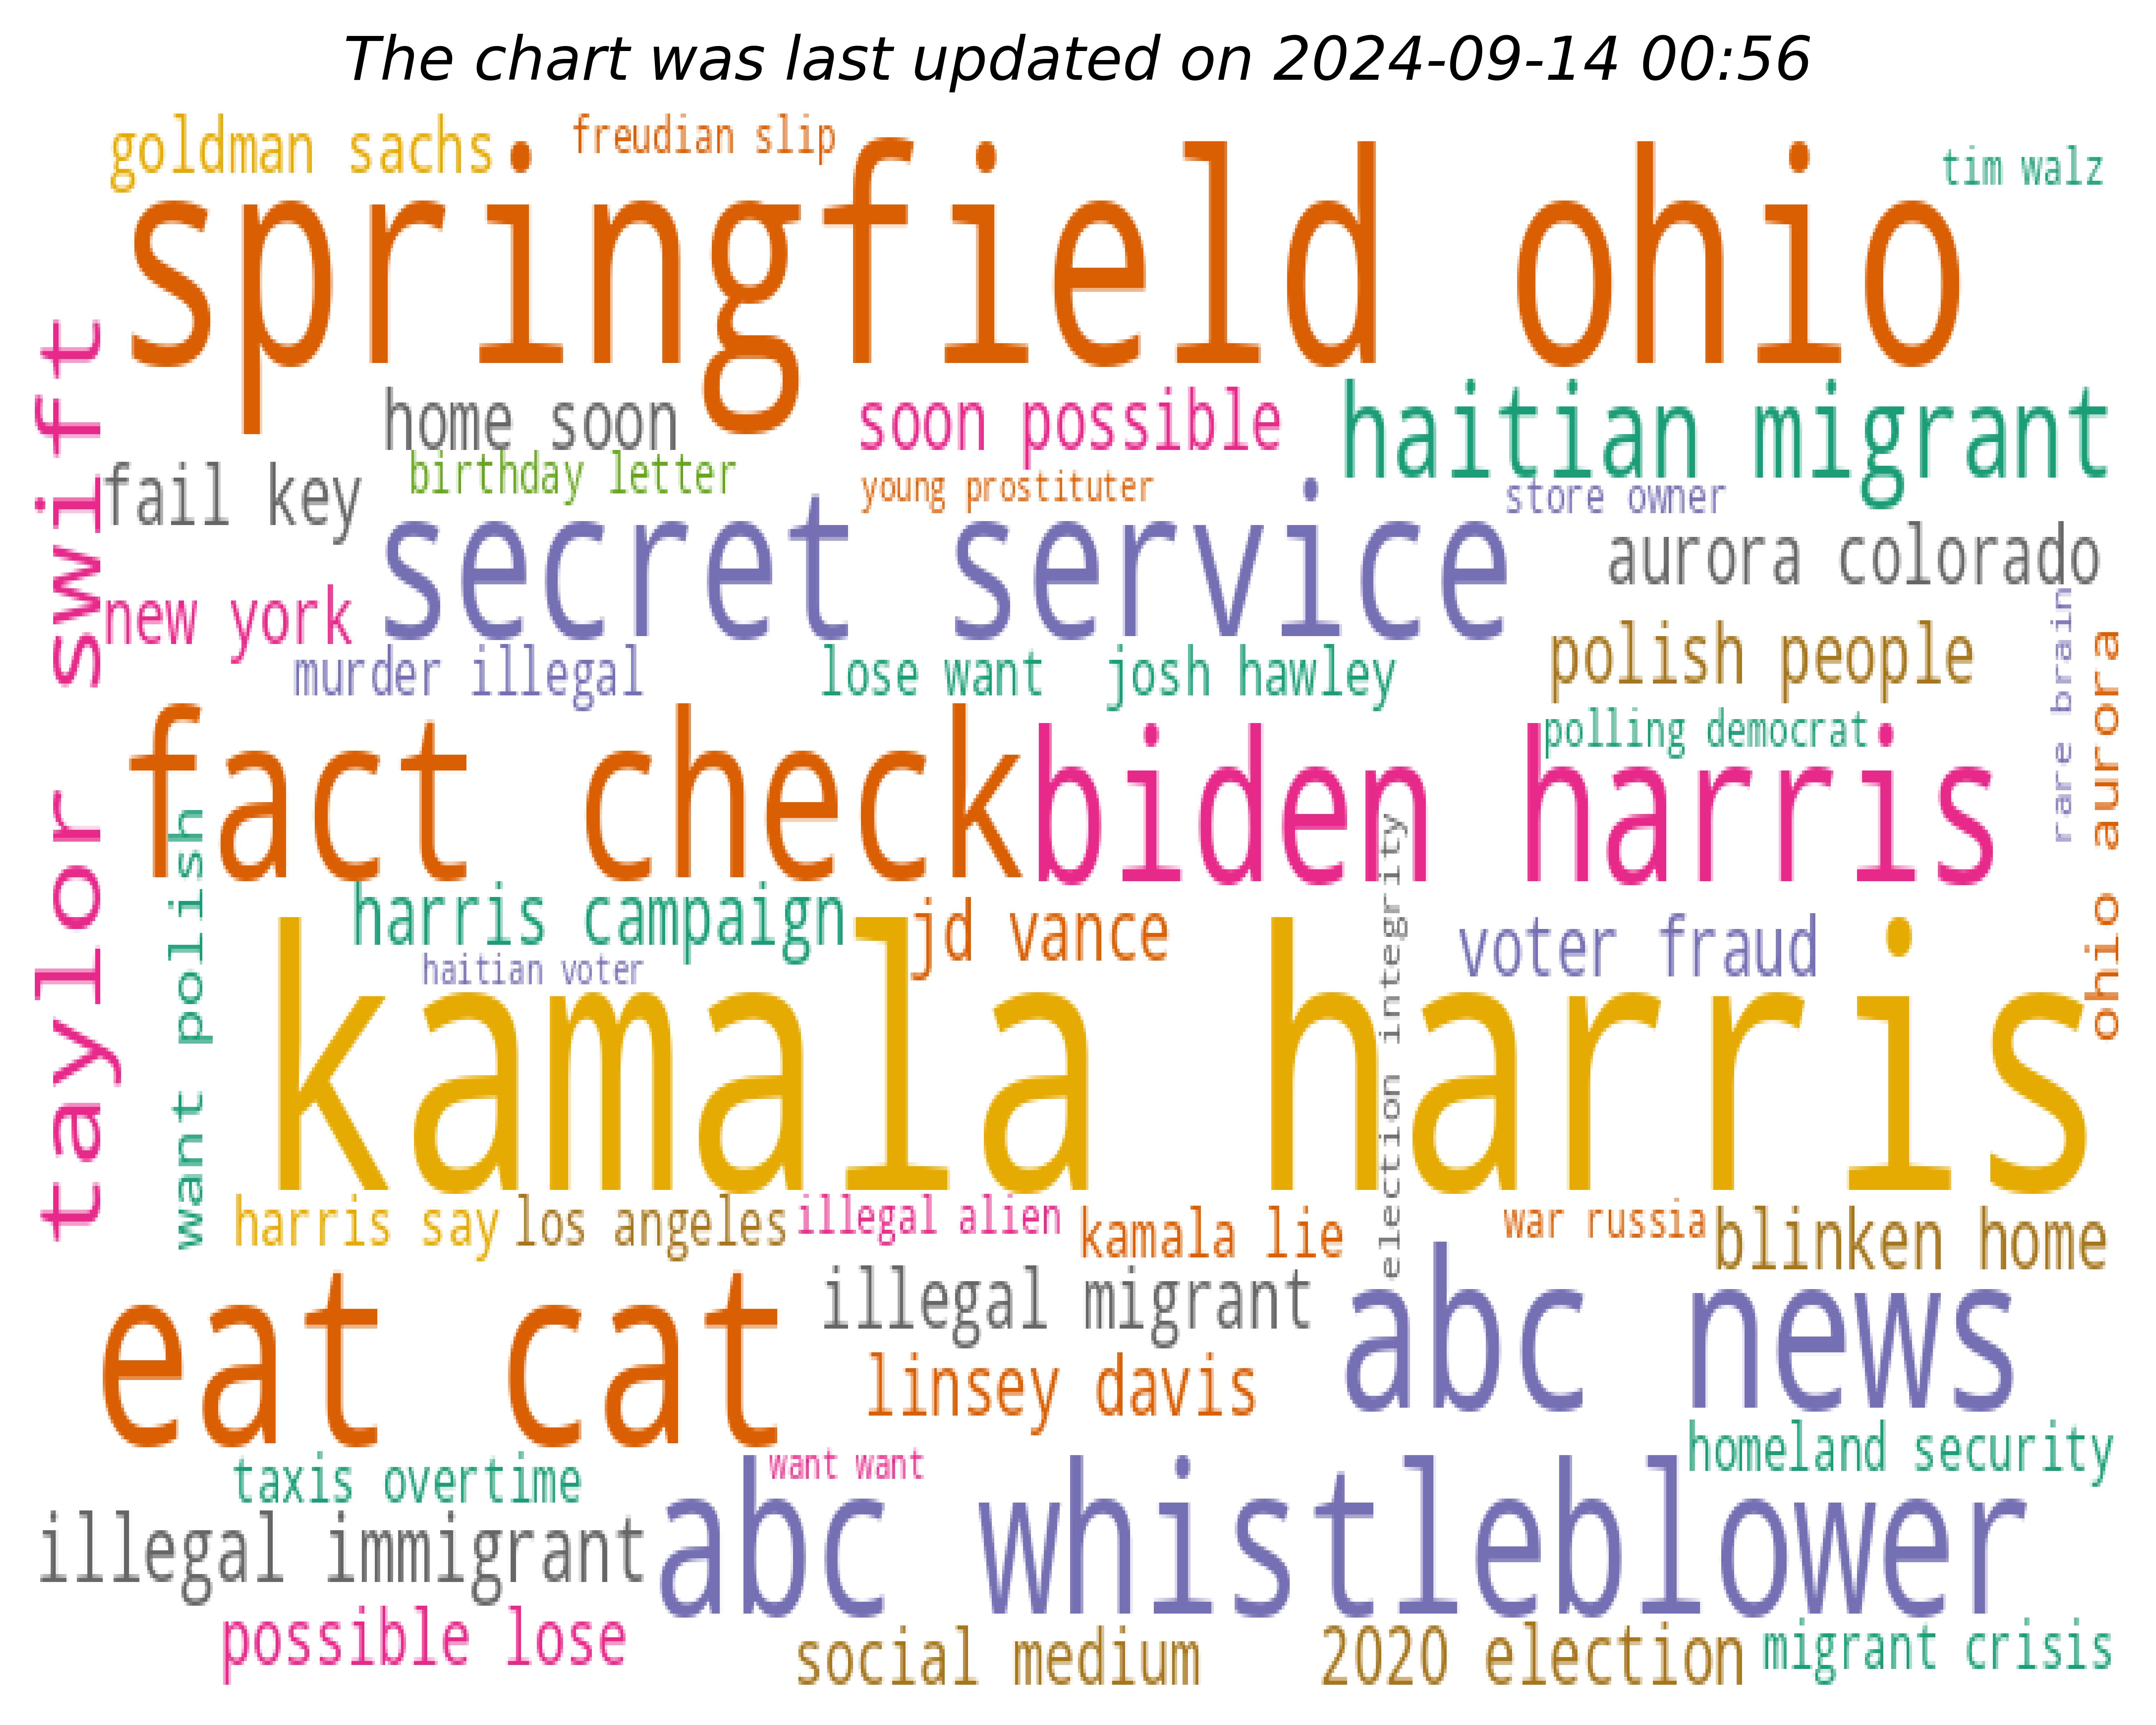 The chart was last updated on 2024-09-14 00:56
goldman sachs
freudian slip
tim walz
springfield ohio
taylor swift
home soon
soon possible
haitian migrant
fail key
birthday letter
young prostituter
store owner
secret service
aurora colorado
new york
murder illegal
lose want
josh hawley
polish people
rare brain
ohio aurora
fact check
biden harris
polling democrat
want polish
harris campaign
jd vance
election integrity
voter fraud
haitian voter
kamala harris
harris say
los angeles
illegal alien
kamala lie
war russia
blinken home
eat cat
illegal migrant
abc news
linsey davis
homeland security
taxis overtime
want want
abc whistleblower
illegal immigrant
possible lose
social medium
2020 election
migrant crisis